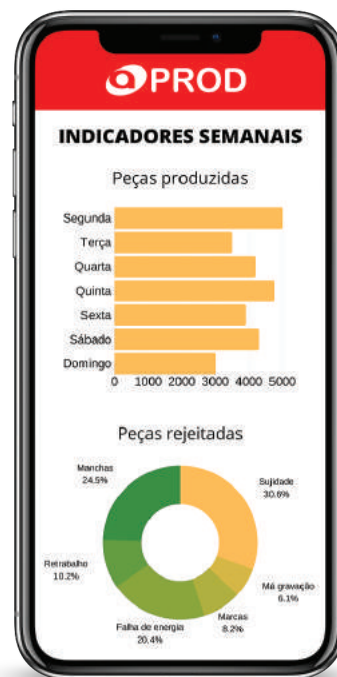 PROD
INDICADORES SEMANAIS
Peças produzidas
Segunda
Terça
Quarta
Quinta
Sexta
Sábado
Domingo
0 1000 2000 3000 4000 5000
Peças rejeitadas
Manchas
24.5%
Sujidade
30.6%
Retrabalho
10.2%
Má gravação
6.1%
Falha de energia
20.4%
Marcas
8.2%